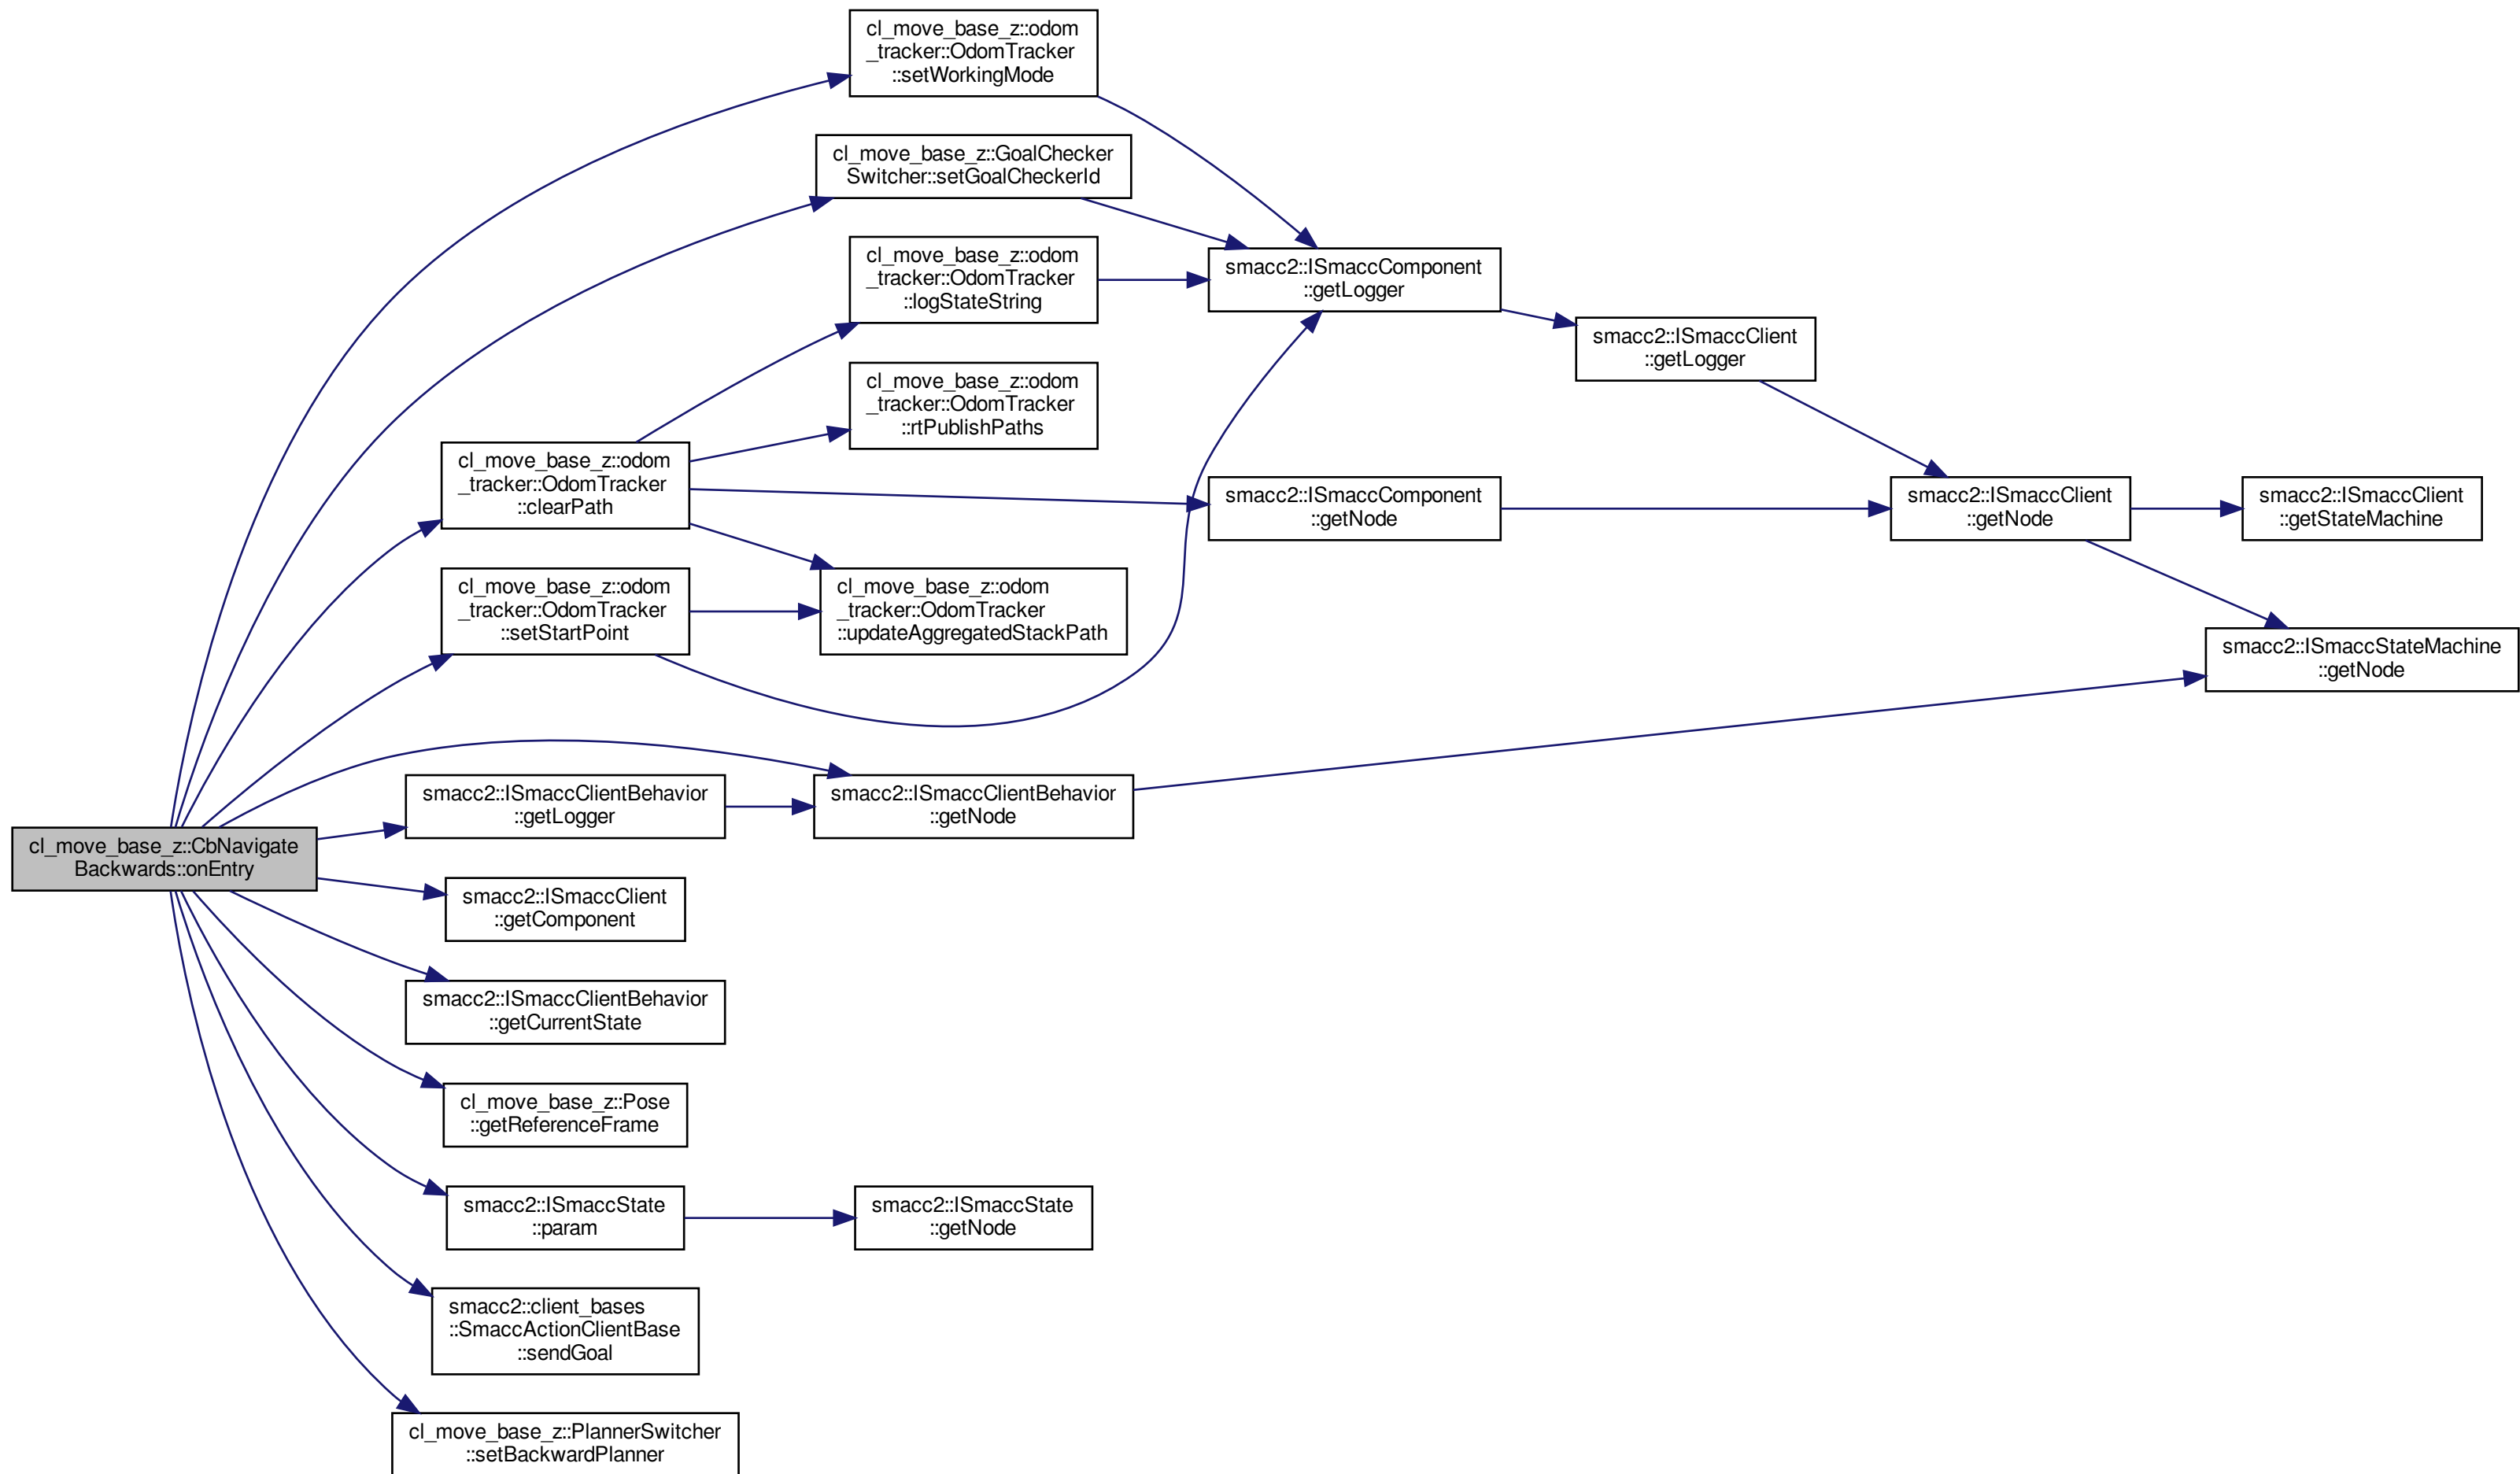 cl_move_base_z::odom
_tracker::OdomTracker
::setWorkingMode
cl_move_base_z::GoalChecker
Switcher::setGoalCheckerId
cl_move_base_z::odom
_tracker::OdomTracker
::logStateString
smacc2::ISmaccComponent
::getLogger
smacc2::ISmaccClient
::getLogger
cl_move_base_z::odom
_tracker::OdomTracker
::rtPublishPaths
cl_move_base_z::odom
_tracker::OdomTracker
::clearPath
smacc2::ISmaccComponent
::getNode
smacc2::ISmaccClient
::getNode
smacc2::ISmaccClient
::getStateMachine
cl_move_base_z::odom
_tracker::OdomTracker
::setStartPoint
cl_move_base_z::odom
_tracker::OdomTracker
::updateAggregatedStackPath
smacc2::ISmaccStateMachine
::getNode
smacc2::ISmaccClientBehavior
::getLogger
smacc2::ISmaccClientBehavior
::getNode
cl_move_base_z::CbNavigate
Backwards::onEntry
smacc2::ISmaccClient
::getComponent
smacc2::ISmaccClientBehavior
::getCurrentState
cl_move_base_z::Pose
::getReferenceFrame
smacc2::ISmaccState
::param
smacc2::ISmaccState
::getNode
smacc2::client_bases
::SmaccActionClientBase
::sendGoal
cl_move_base_z::PlannerSwitcher
::setBackwardPlanner